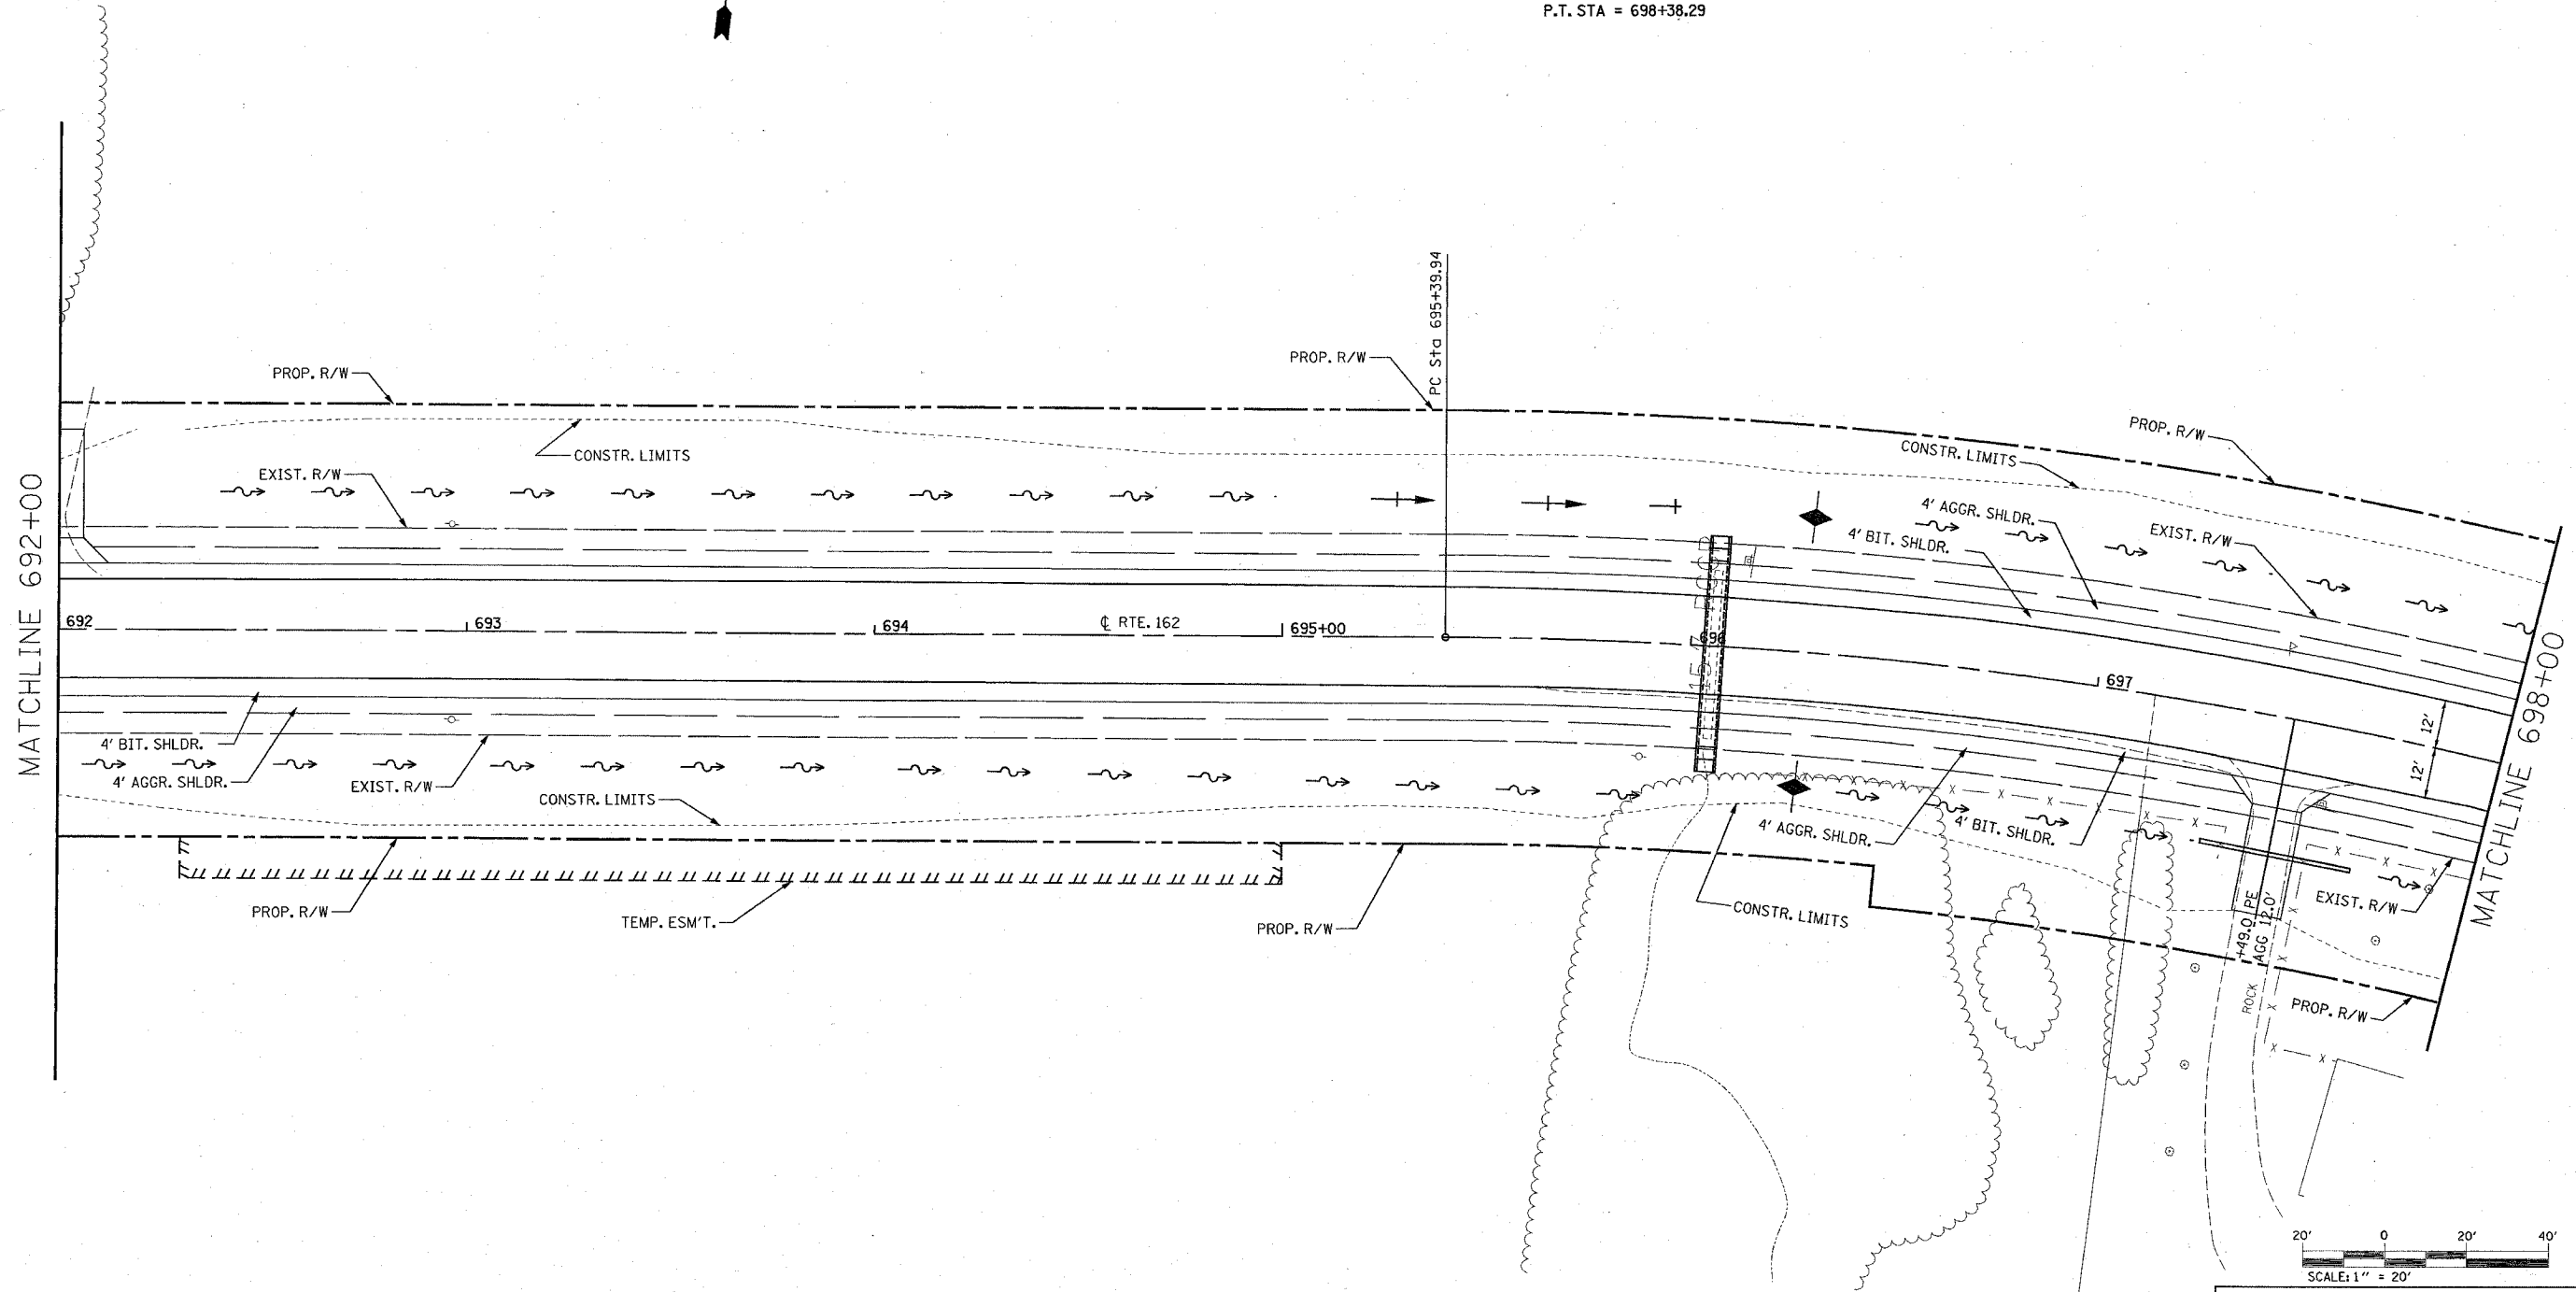 P.T. STA = 698+38.29
PC Sta 695+39.94
PROP. R/W
PROP. R/W
PROP. R/W
CONSTR. LIMITS
CONSTR. LIMITS
EXIST. R/W
4' AGGR. SHLDR.
4' BIT. SHLDR.
EXIST. R/W
MATCHLINE 692+00
692
693
694
℄ RTE. 162
695+00
696
697
12'
12'
MATCHLINE 698+00
4' BIT. SHLDR.
4' AGGR. SHLDR.
EXIST. R/W
CONSTR. LIMITS
4' AGGR. SHLDR.
4' BIT. SHLDR.
EXIST. R/W
PROP. R/W
TEMP. ESM'T.
PROP. R/W
CONSTR. LIMITS
+49.0 PE
AGG 12.0'
ROCK
PROP. R/W
20' 0 20' 40'
SCALE: 1" = 20'